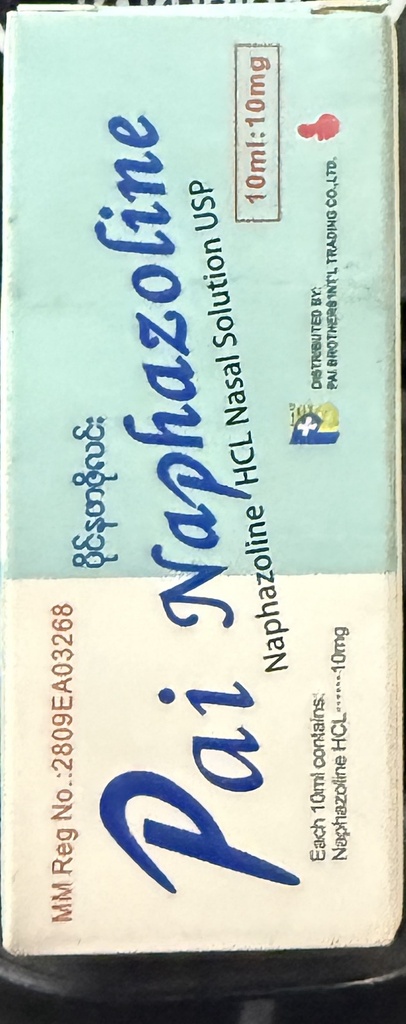 MM Reg No.:2809EA03268
ပိုင်နတာဇိုလင်း
Pai Naphazoline
Naphazoline HCL Nasal Solution USP
10ml:10mg
Each 10ml contains:
Naphazoline HCL.......10mg
DISTRIBUTED BY:
PAI BROTHERS INT'L TRADING CO.,LTD.